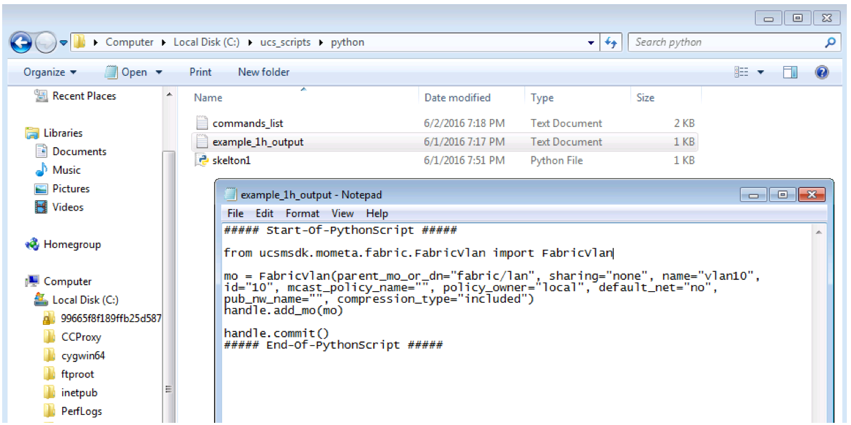 Computer ▸ Local Disk (C:) ▸ ucs_scripts ▸ python
Search python
Organize Open Print New folder
Recent Places
Libraries
Documents
Music
Pictures
Videos
Homegroup
Computer
Local Disk (C:)
99665f8f189ffb25d587
CCProxy
cygwin64
ftproot
inetpub
PerfLogs
Name Date modified Type Size
commands_list 6/2/2016 7:18 PM Text Document 2 KB
example_1h_output 6/1/2016 7:17 PM Text Document 1 KB
skelton1 6/1/2016 7:51 PM Python File 1 KB
example_1h_output - Notepad
File Edit Format View Help
##### Start-Of-PythonScript #####
from ucsmsdk.mometa.fabric.FabricVlan import FabricVlan
mo = FabricVlan(parent_mo_or_dn="fabric/lan", sharing="none", name="vlan10",
id="10", mcast_policy_name="", policy_owner="local", default_net="no",
pub_nw_name="", compression_type="included")
handle.add_mo(mo)
handle.commit()
##### End-Of-PythonScript #####